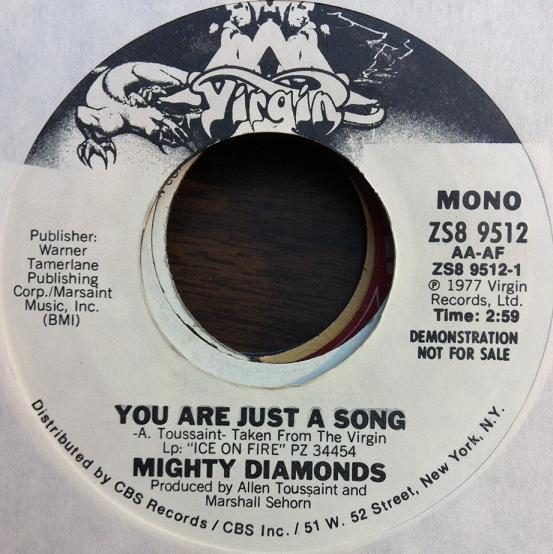 Virgin
MONO
ZS8 9512
AA-AF
ZS8 9512-1
℗ 1977 Virgin
Records, Ltd.
Time: 2:59
DEMONSTRATION
NOT FOR SALE
Publisher:
Warner
Tamerlane
Publishing
Corp./Marsaint
Music, Inc.
(BMI)
YOU ARE JUST A SONG
-A. Toussaint- Taken From The Virgin
Lp: "ICE ON FIRE" PZ 34454
MIGHTY DIAMONDS
Produced by Allen Toussaint and
Marshall Sehorn
Distributed by CBS Records / CBS Inc. / 51 W. 52 Street, New York, N.Y.